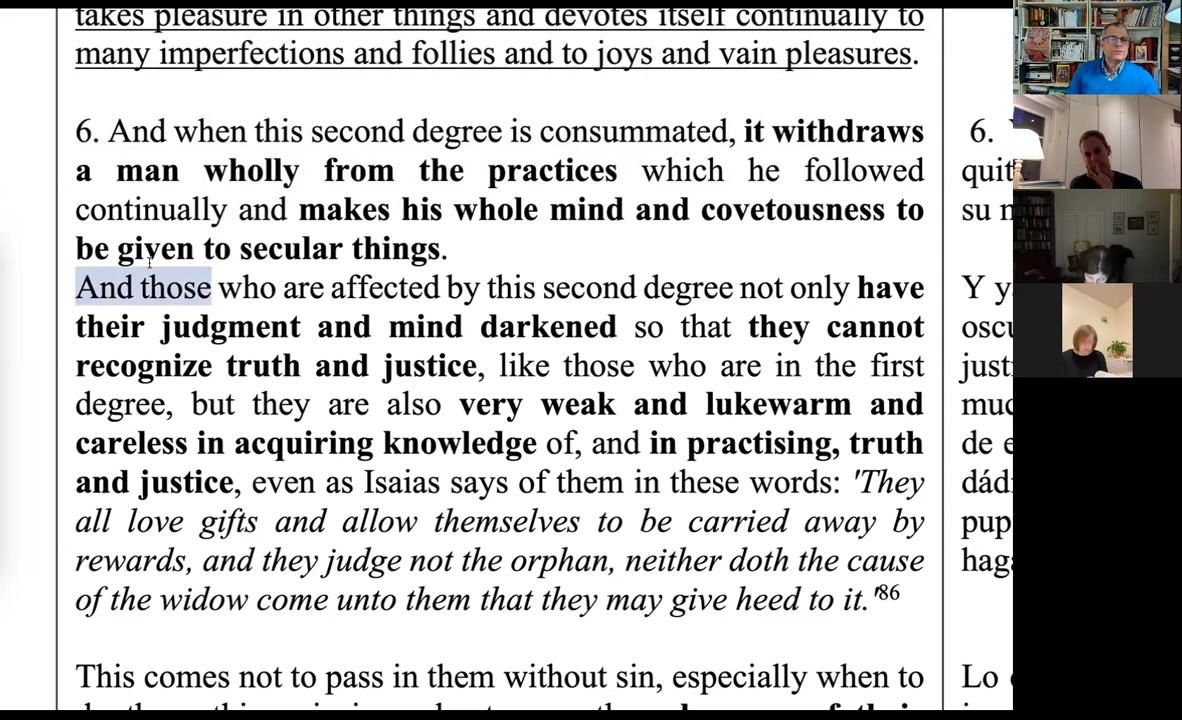 takes pleasure in other things and devotes itself continually to
many imperfections and follies and to joys and vain pleasures.
6. And when this second degree is consummated, it withdraws
a man wholly from the practices which he followed
continually and makes his whole mind and covetousness to
be given to secular things.
And those who are affected by this second degree not only have
their judgment and mind darkened so that they cannot
recognize truth and justice, like those who are in the first
degree, but they are also very weak and lukewarm and
careless in acquiring knowledge of, and in practising, truth
and justice, even as Isaias says of them in these words: 'They
all love gifts and allow themselves to be carried away by
rewards, and they judge not the orphan, neither doth the cause
of the widow come unto them that they may give heed to it.'86
This comes not to pass in them without sin, especially when to
6.
quit
su
Y y
oscu
just
muc
de e
dád
pup
hag
Lo